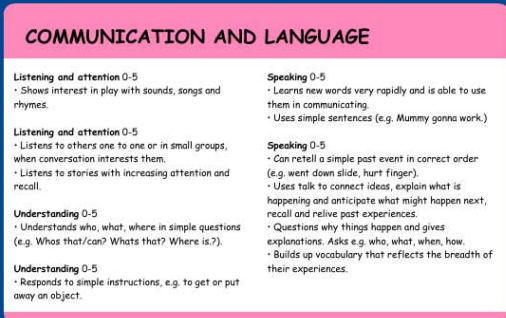 COMMUNICATION AND LANGUAGE
Listening and attention 0-5
• Shows interest in play with sounds, songs and
rhymes.
Listening and attention 0-5
• Listens to others one to one or in small groups,
when conversation interests them.
• Listens to stories with increasing attention and
recall.
Understanding 0-5
• Understands who, what, where in simple questions
(e.g. Whos that/can? Whats that? Where is.?).
Understanding 0-5
• Responds to simple instructions, e.g. to get or put
away an object.
Speaking 0-5
• Learns new words very rapidly and is able to use
them in communicating.
• Uses simple sentences (e.g. Mummy gonna work.)
Speaking 0-5
• Can retell a simple past event in correct order
(e.g. went down slide, hurt finger).
• Uses talk to connect ideas, explain what is
happening and anticipate what might happen next,
recall and relive past experiences.
• Questions why things happen and gives
explanations. Asks e.g. who, what, when, how.
• Builds up vocabulary that reflects the breadth of
their experiences.